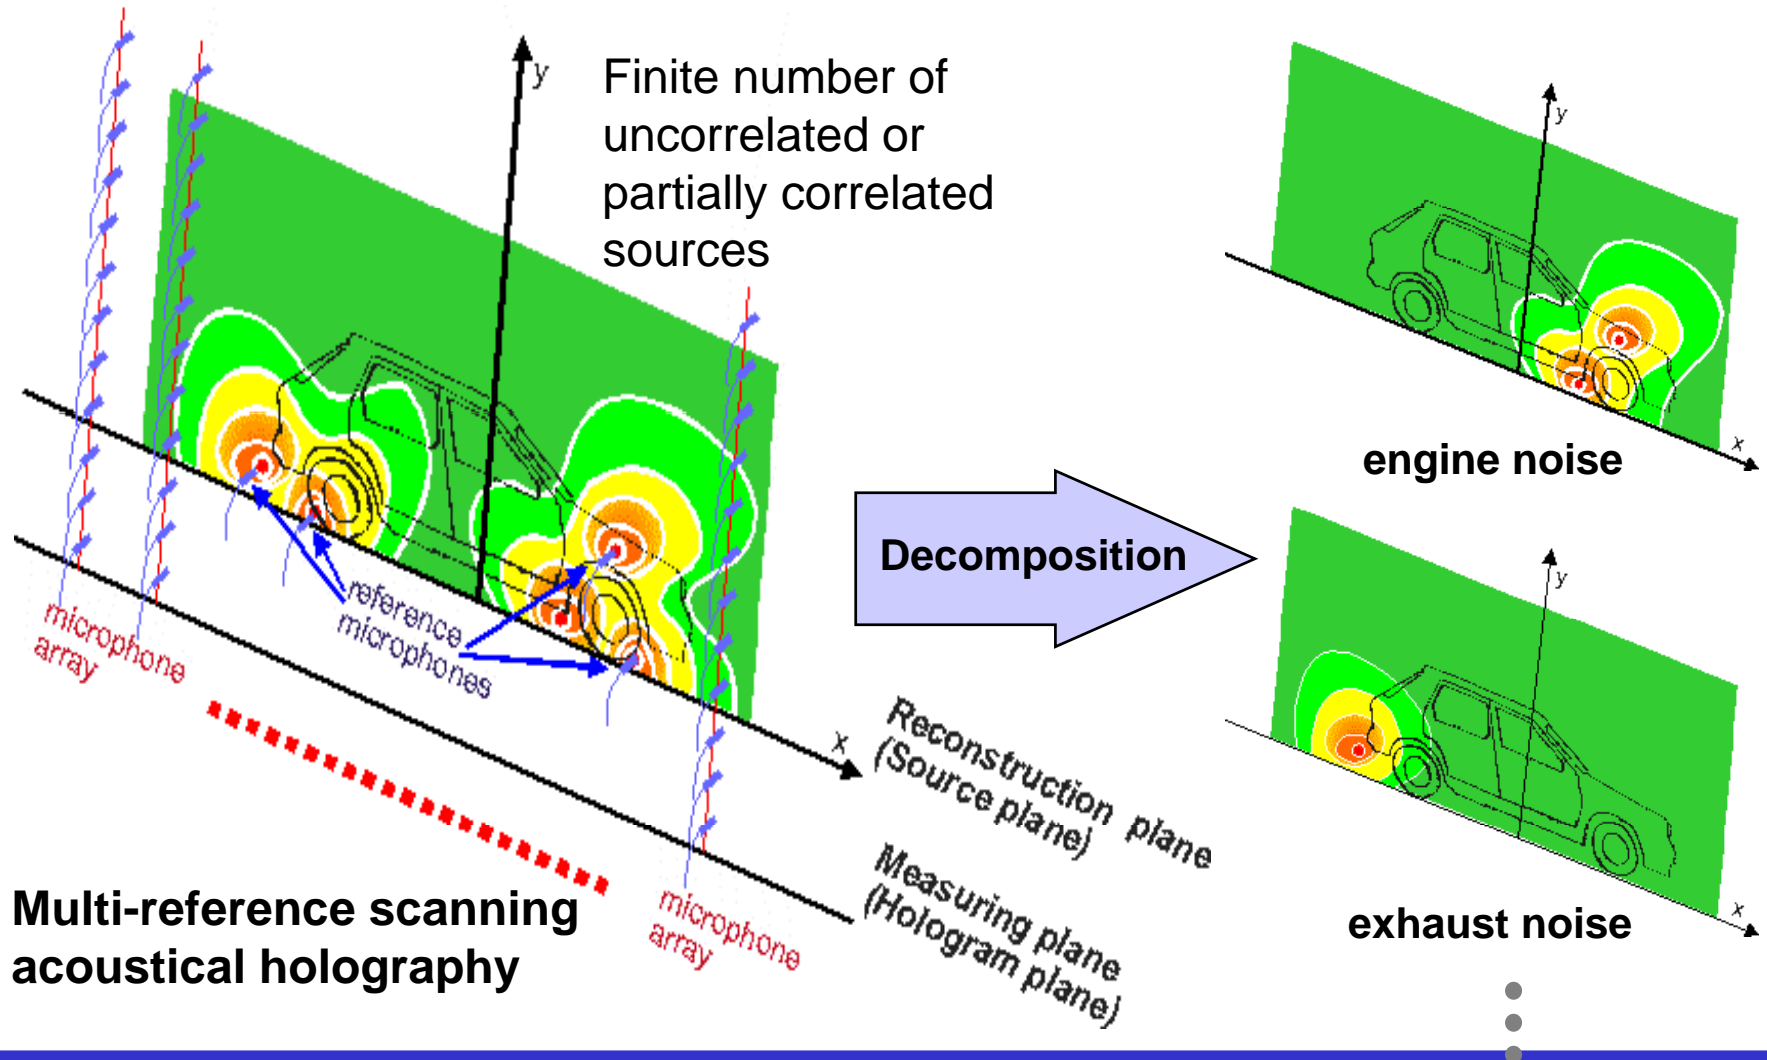 y
Finite number of
uncorrelated or
partially correlated
sources
reference
microphones
microphone
array
x
Reconstruction plane
(Source plane)
Measuring plane
(Hologram plane)
microphone
array
Multi-reference scanning
acoustical holography
Decomposition
y
x
engine noise
y
x
exhaust noise